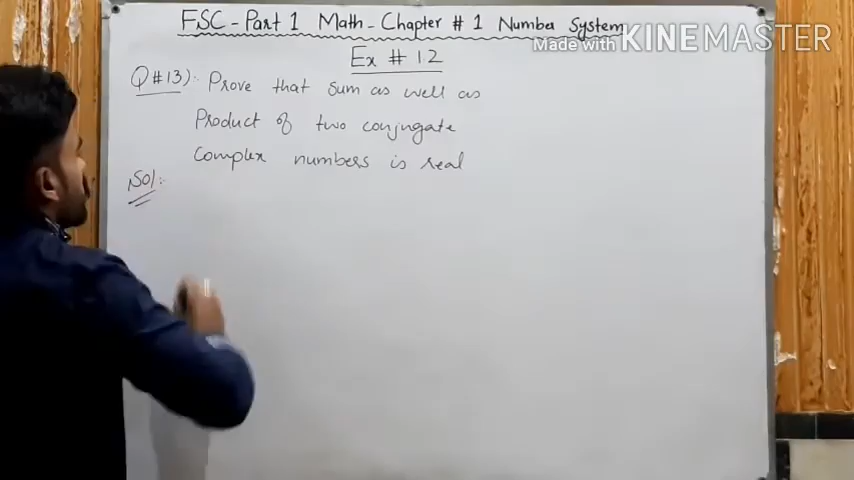 FSC - Part 1 Math - Chapter # 1 Number System
Made with KINEMASTER
Ex # 12
Q #13):- Prove that sum as well as
Product of two conjugate
Complex numbers is real
Sol: